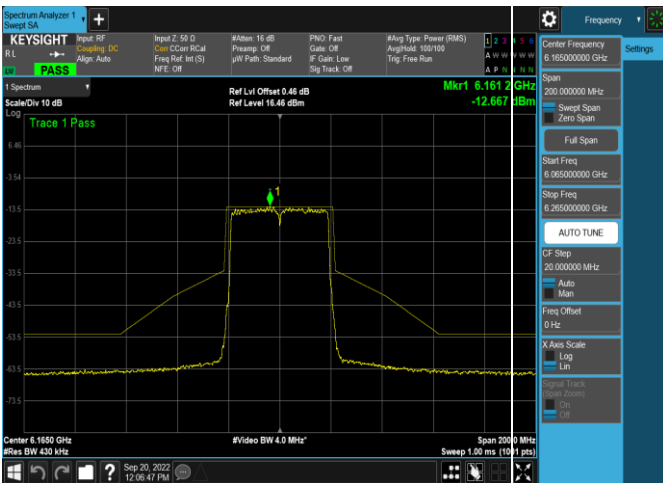 Spectrum Analyzer 1
Swept SA
+
Frequency
KEYSIGHT
Input: RF
Input Z: 50 Ω
#Atten: 16 dB
PNO: Fast
#Avg Type: Power (RMS)
1 2 3 4 5 6
RL
Coupling: DC
Corr CCorr RCal
Preamp: Off
Gate: Off
Avg|Hold: 100/100
A W W W W W
Align: Auto
Freq Ref: Int (S)
µW Path: Standard
IF Gain: Low
Trig: Free Run
PASS
NFE: Off
Sig Track: Off
A P N N N N
1 Spectrum
Ref Lvl Offset 0.46 dB
Mkr1 6.161 2 GHz
Scale/Div 10 dB
Ref Level 16.46 dBm
-12.667 dBm
Log
Trace 1 Pass
6.46
-3.54
1
-13.5
-23.5
-33.5
-43.5
-53.5
-63.5
-73.5
Center 6.1650 GHz
#Video BW 4.0 MHz*
Span 200.0 MHz
#Res BW 430 kHz
Sweep 1.00 ms (1001 pts)
Sep 20, 2022
12:06:47 PM
?
Center Frequency
6.165000000 GHz
Settings
Span
200.000000 MHz
Swept Span
Zero Span
Full Span
Start Freq
6.065000000 GHz
Stop Freq
6.265000000 GHz
AUTO TUNE
CF Step
20.000000 MHz
Auto
Man
Freq Offset
0 Hz
X Axis Scale
Log
Lin
Signal Track
(Span Zoom)
On
Off